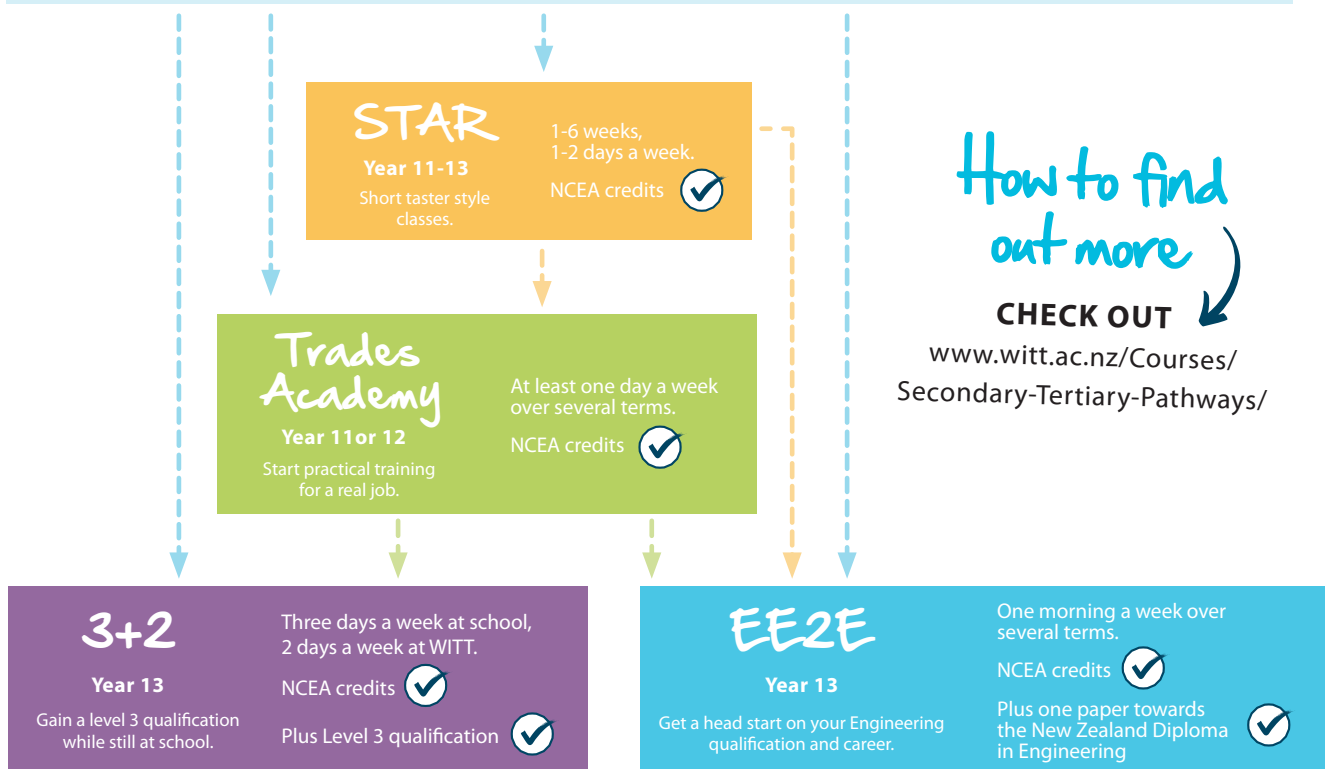 STAR
Year 11-13
Short taster style
classes.
1-6 weeks,
1-2 days a week.
NCEA credits
How to find
out more
CHECK OUT
www.witt.ac.nz/Courses/
Secondary-Tertiary-Pathways/
Trades
Academy
Year 11or 12
Start practical training
for a real job.
At least one day a week
over several terms.
NCEA credits
3+2
Year 13
Gain a level 3 qualification
while still at school.
Three days a week at school,
2 days a week at WITT.
NCEA credits
Plus Level 3 qualification
EE2E
Year 13
Get a head start on your Engineering
qualification and career.
One morning a week over
several terms.
NCEA credits
Plus one paper towards
the New Zealand Diploma
in Engineering